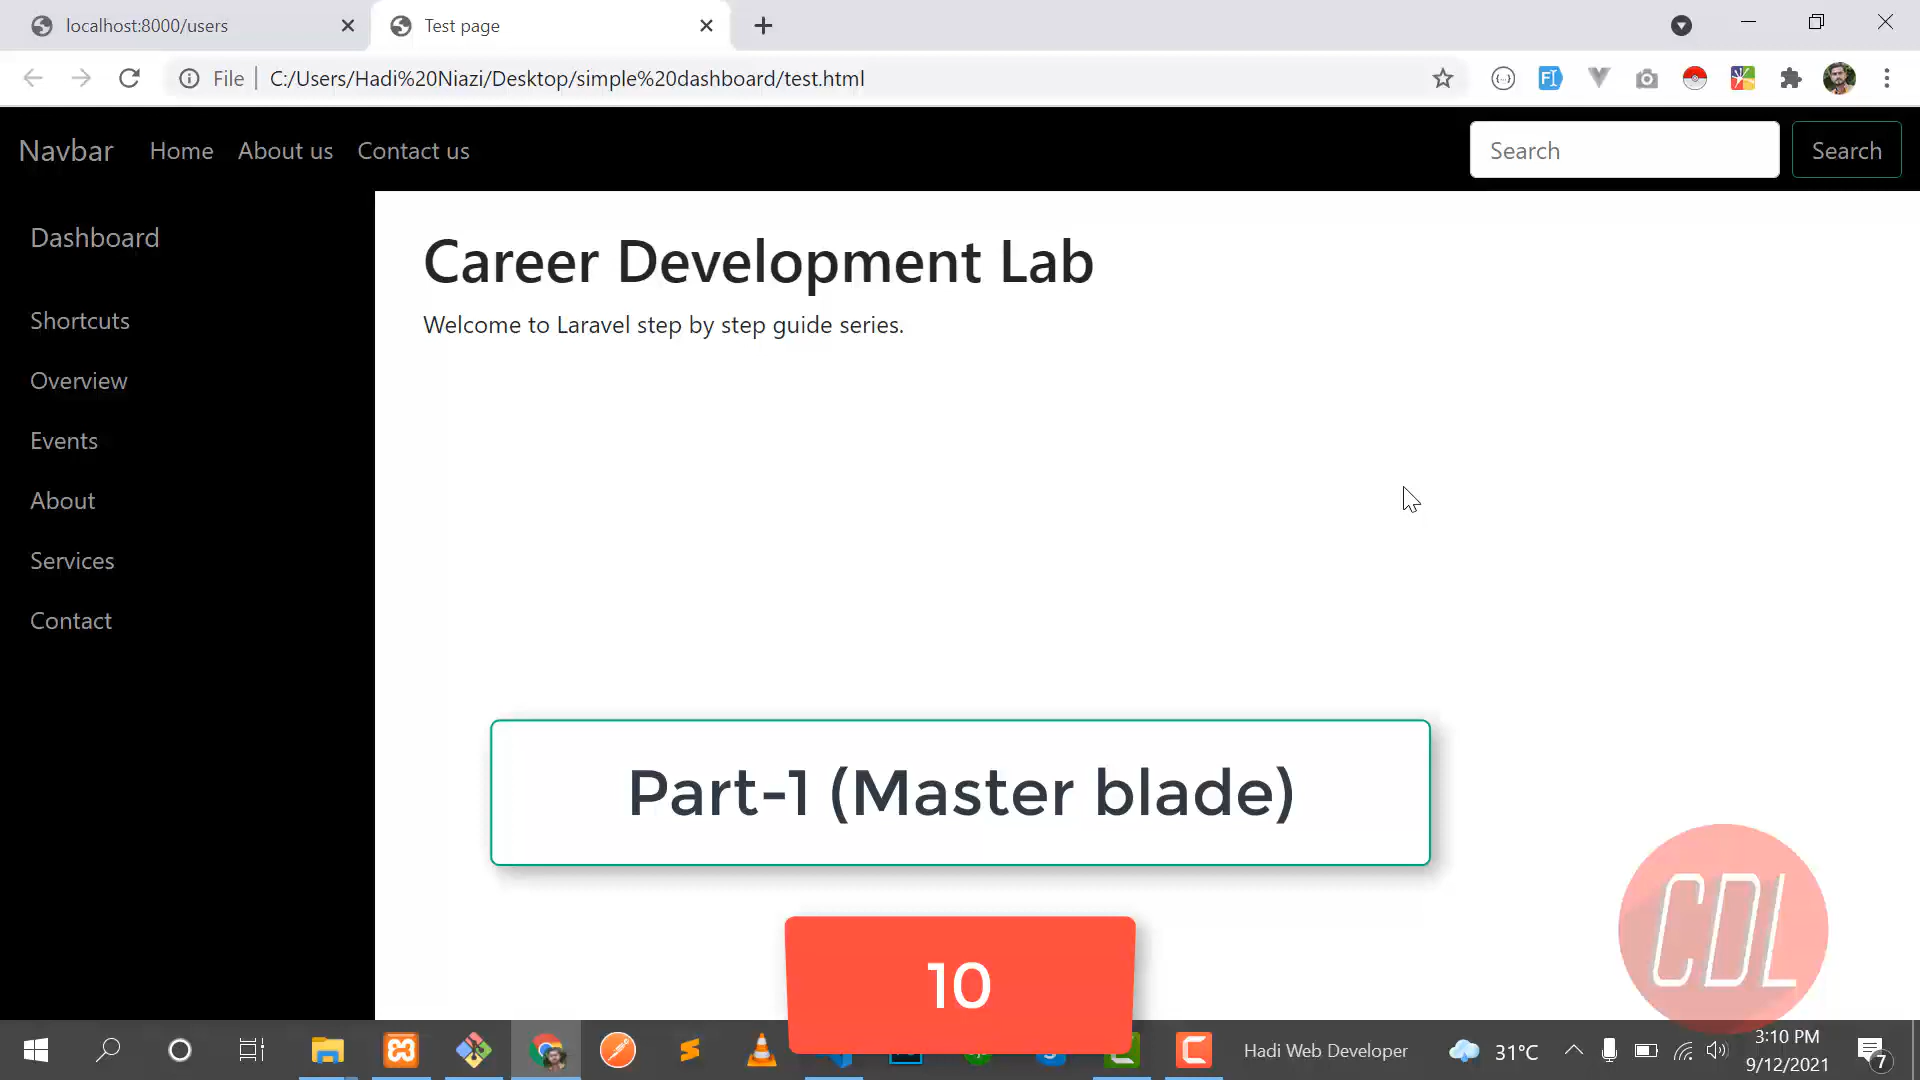 localhost:8000/users
Test page
File
C:/Users/Hadi%20Niazi/Desktop/simple%20dashboard/test.html
Navbar Home About us Contact us
Search
Search
Dashboard
Shortcuts
Overview
Events
About
Services
Contact
Career Development Lab
Welcome to Laravel step by step guide series.
Part-1 (Master blade)
10
CDL
Hadi Web Developer
31°C
3:10 PM
9/12/2021
7